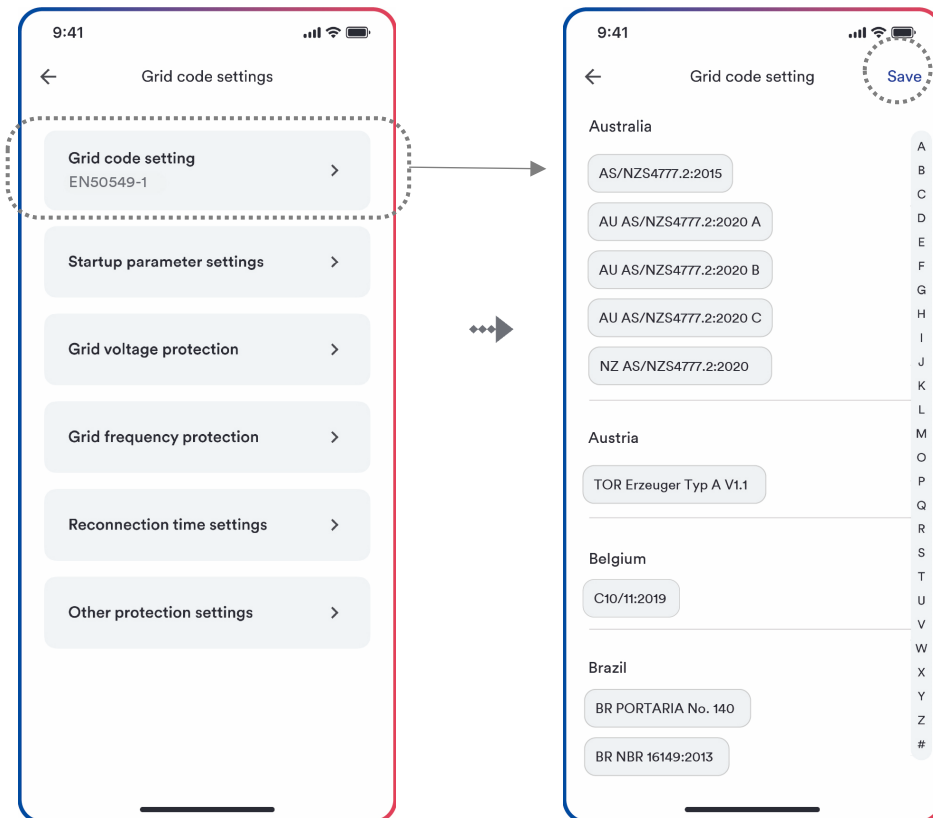 9:41
Grid code settings
Grid code setting
EN50549-1
Startup parameter settings
Grid voltage protection
Grid frequency protection
Reconnection time settings
Other protection settings
9:41
Grid code setting
Save
Australia
AS/NZS4777.2:2015
AU AS/NZS4777.2:2020 A
AU AS/NZS4777.2:2020 B
AU AS/NZS4777.2:2020 C
NZ AS/NZS4777.2:2020
Austria
TOR Erzeuger Typ A V1.1
Belgium
C10/11:2019
Brazil
BR PORTARIA No. 140
BR NBR 16149:2013
A
B
C
D
E
F
G
H
I
J
K
L
M
O
P
Q
R
S
T
U
V
W
X
Y
Z
#